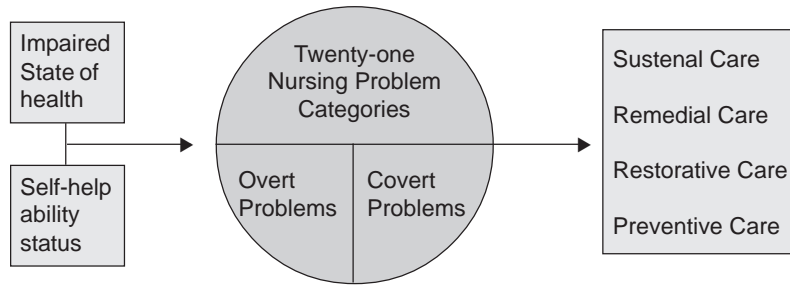 Impaired
State of
health
Self-help
ability
status
Twenty-one
Nursing Problem
Categories
Overt
Problems
Covert
Problems
Sustenal Care
Remedial Care
Restorative Care
Preventive Care